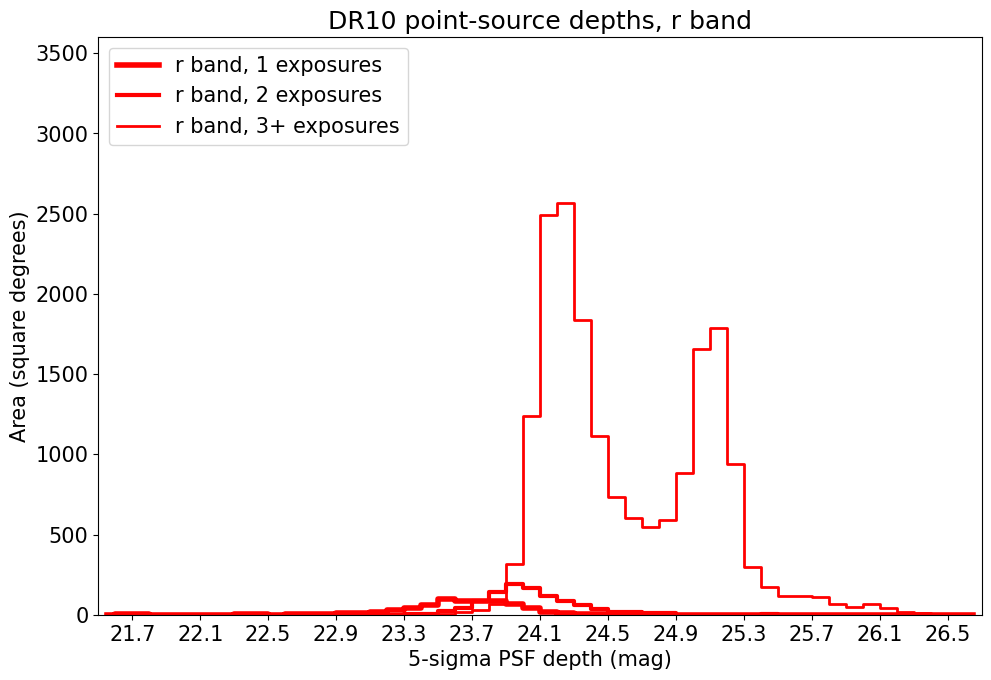 DR10 point-source depths, r band
r band, 1 exposures
r band, 2 exposures
r band, 3+ exposures
Area (square degrees)
3500
3000
2500
2000
1500
1000
500
0
21.7 22.1 22.5 22.9 23.3 23.7 24.1 24.5 24.9 25.3 25.7 26.1 26.5
5-sigma PSF depth (mag)